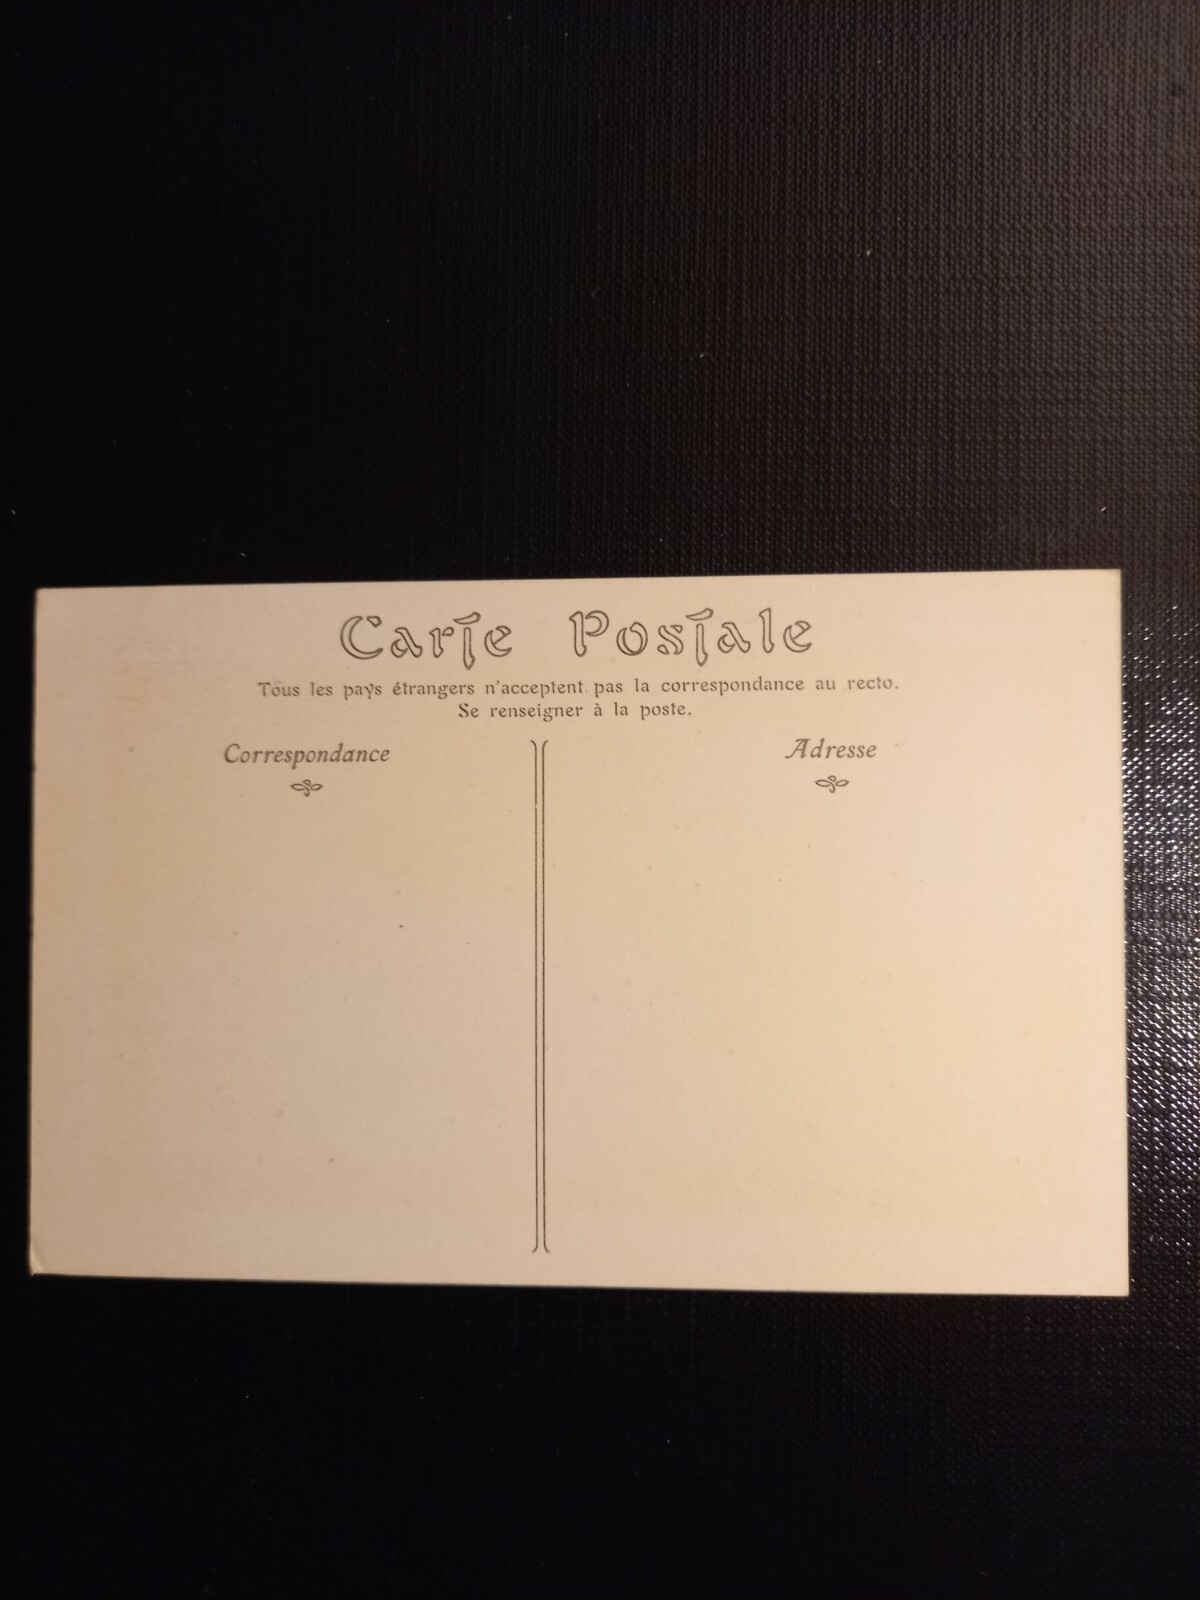 Carte Postale
Tous les pays étrangers n'acceptent pas la correspondance au recto.
Se renseigner à la poste.
Correspondance
Adresse